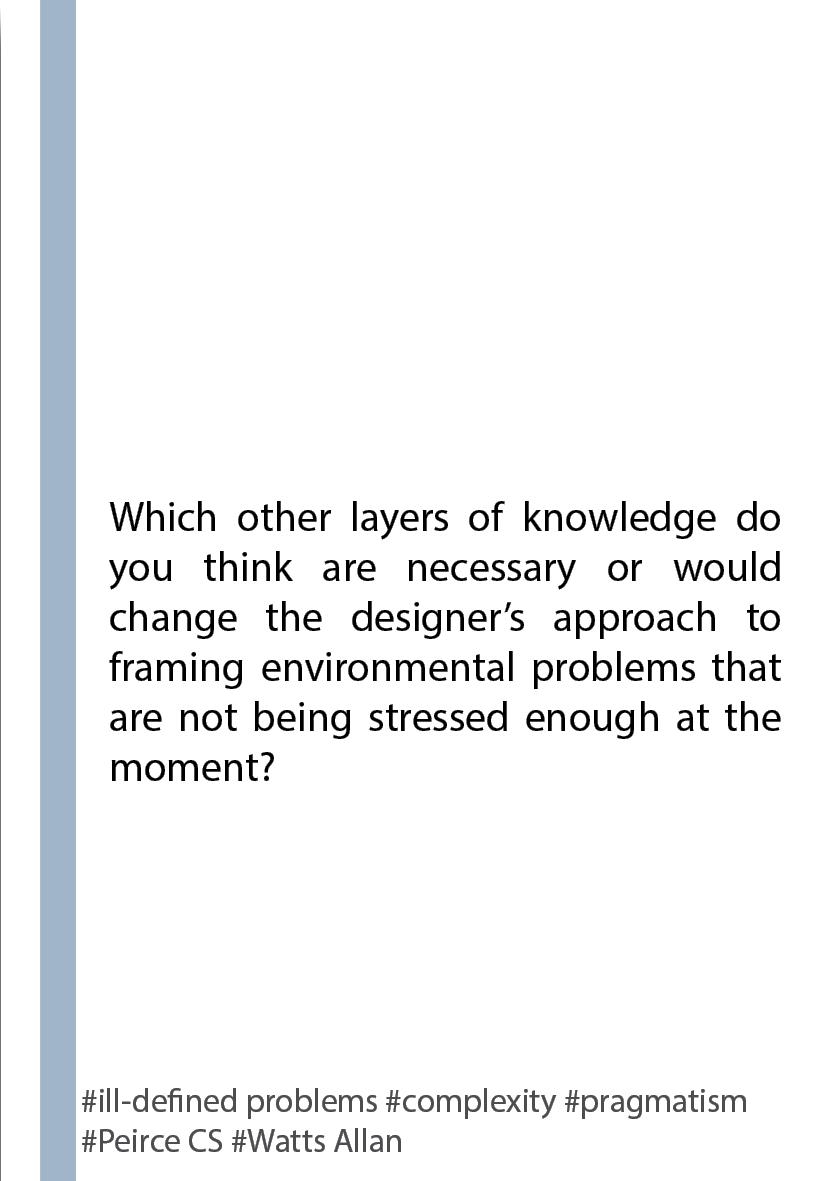 Which other layers of knowledge do
you think are necessary or would
change the designer’s approach to
framing environmental problems that
are not being stressed enough at the
moment?
#ill-defined problems #complexity #pragmatism
#Peirce CS #Watts Allan